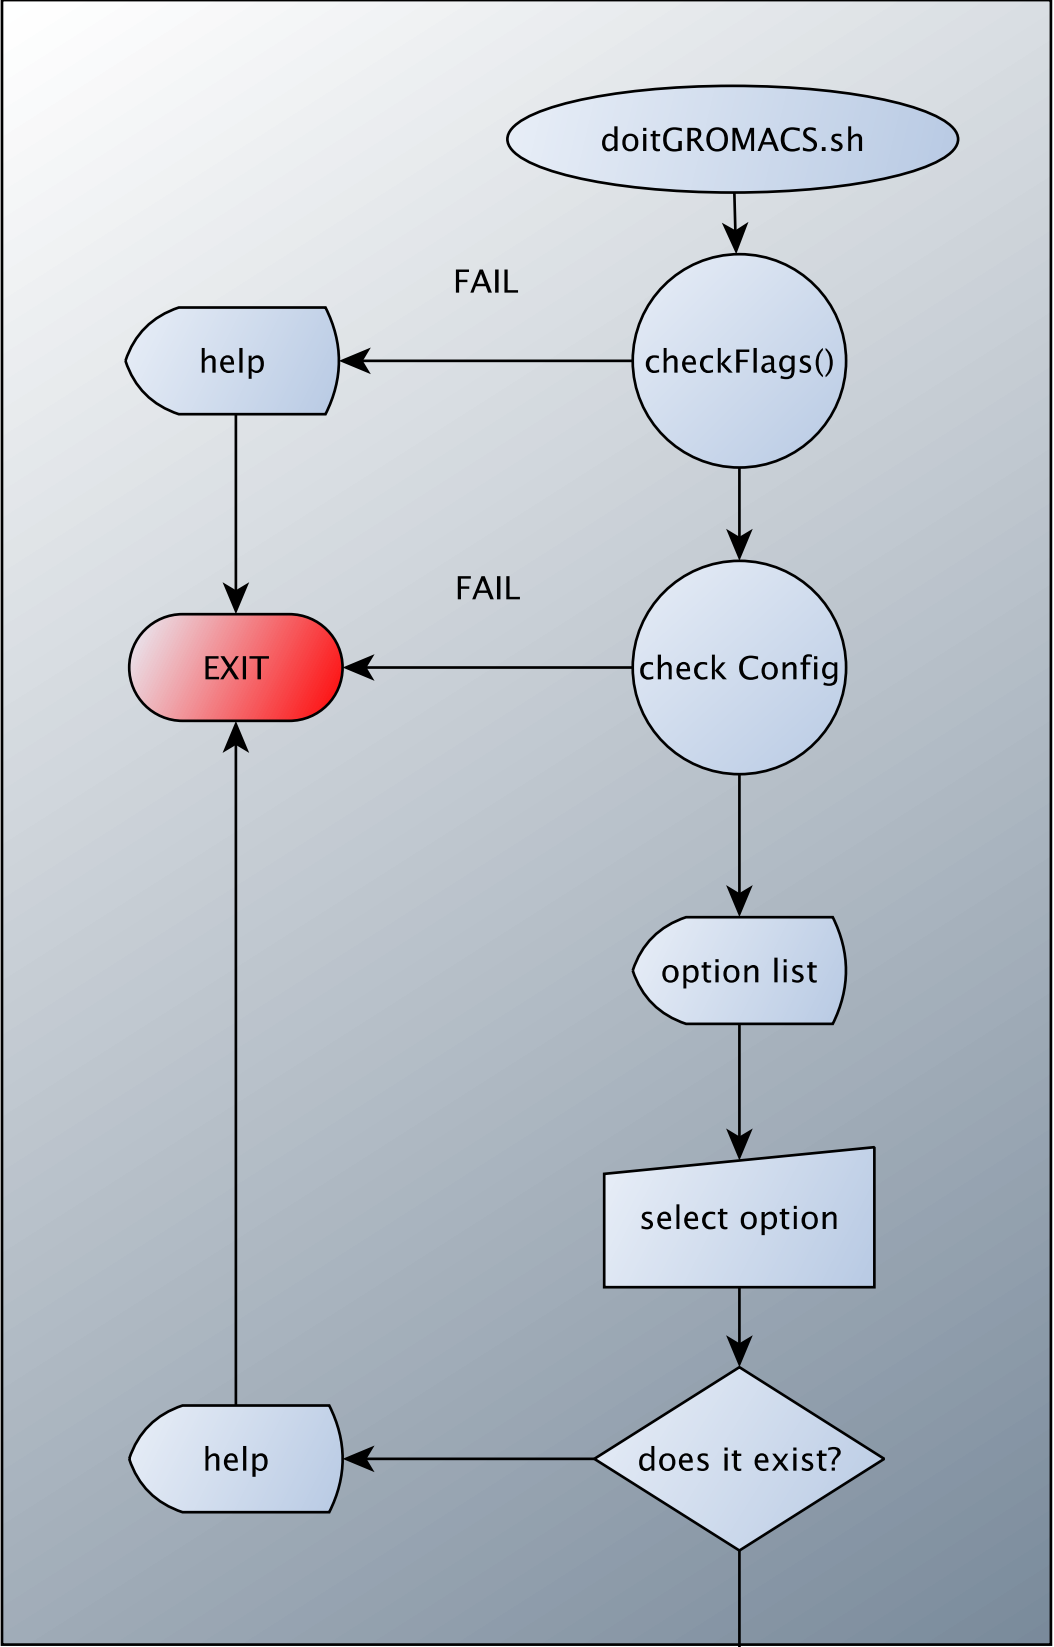 doitGROMACS.sh
FAIL
help
checkFlags()
FAIL
EXIT
check Config
option list
select option
help
does it exist?